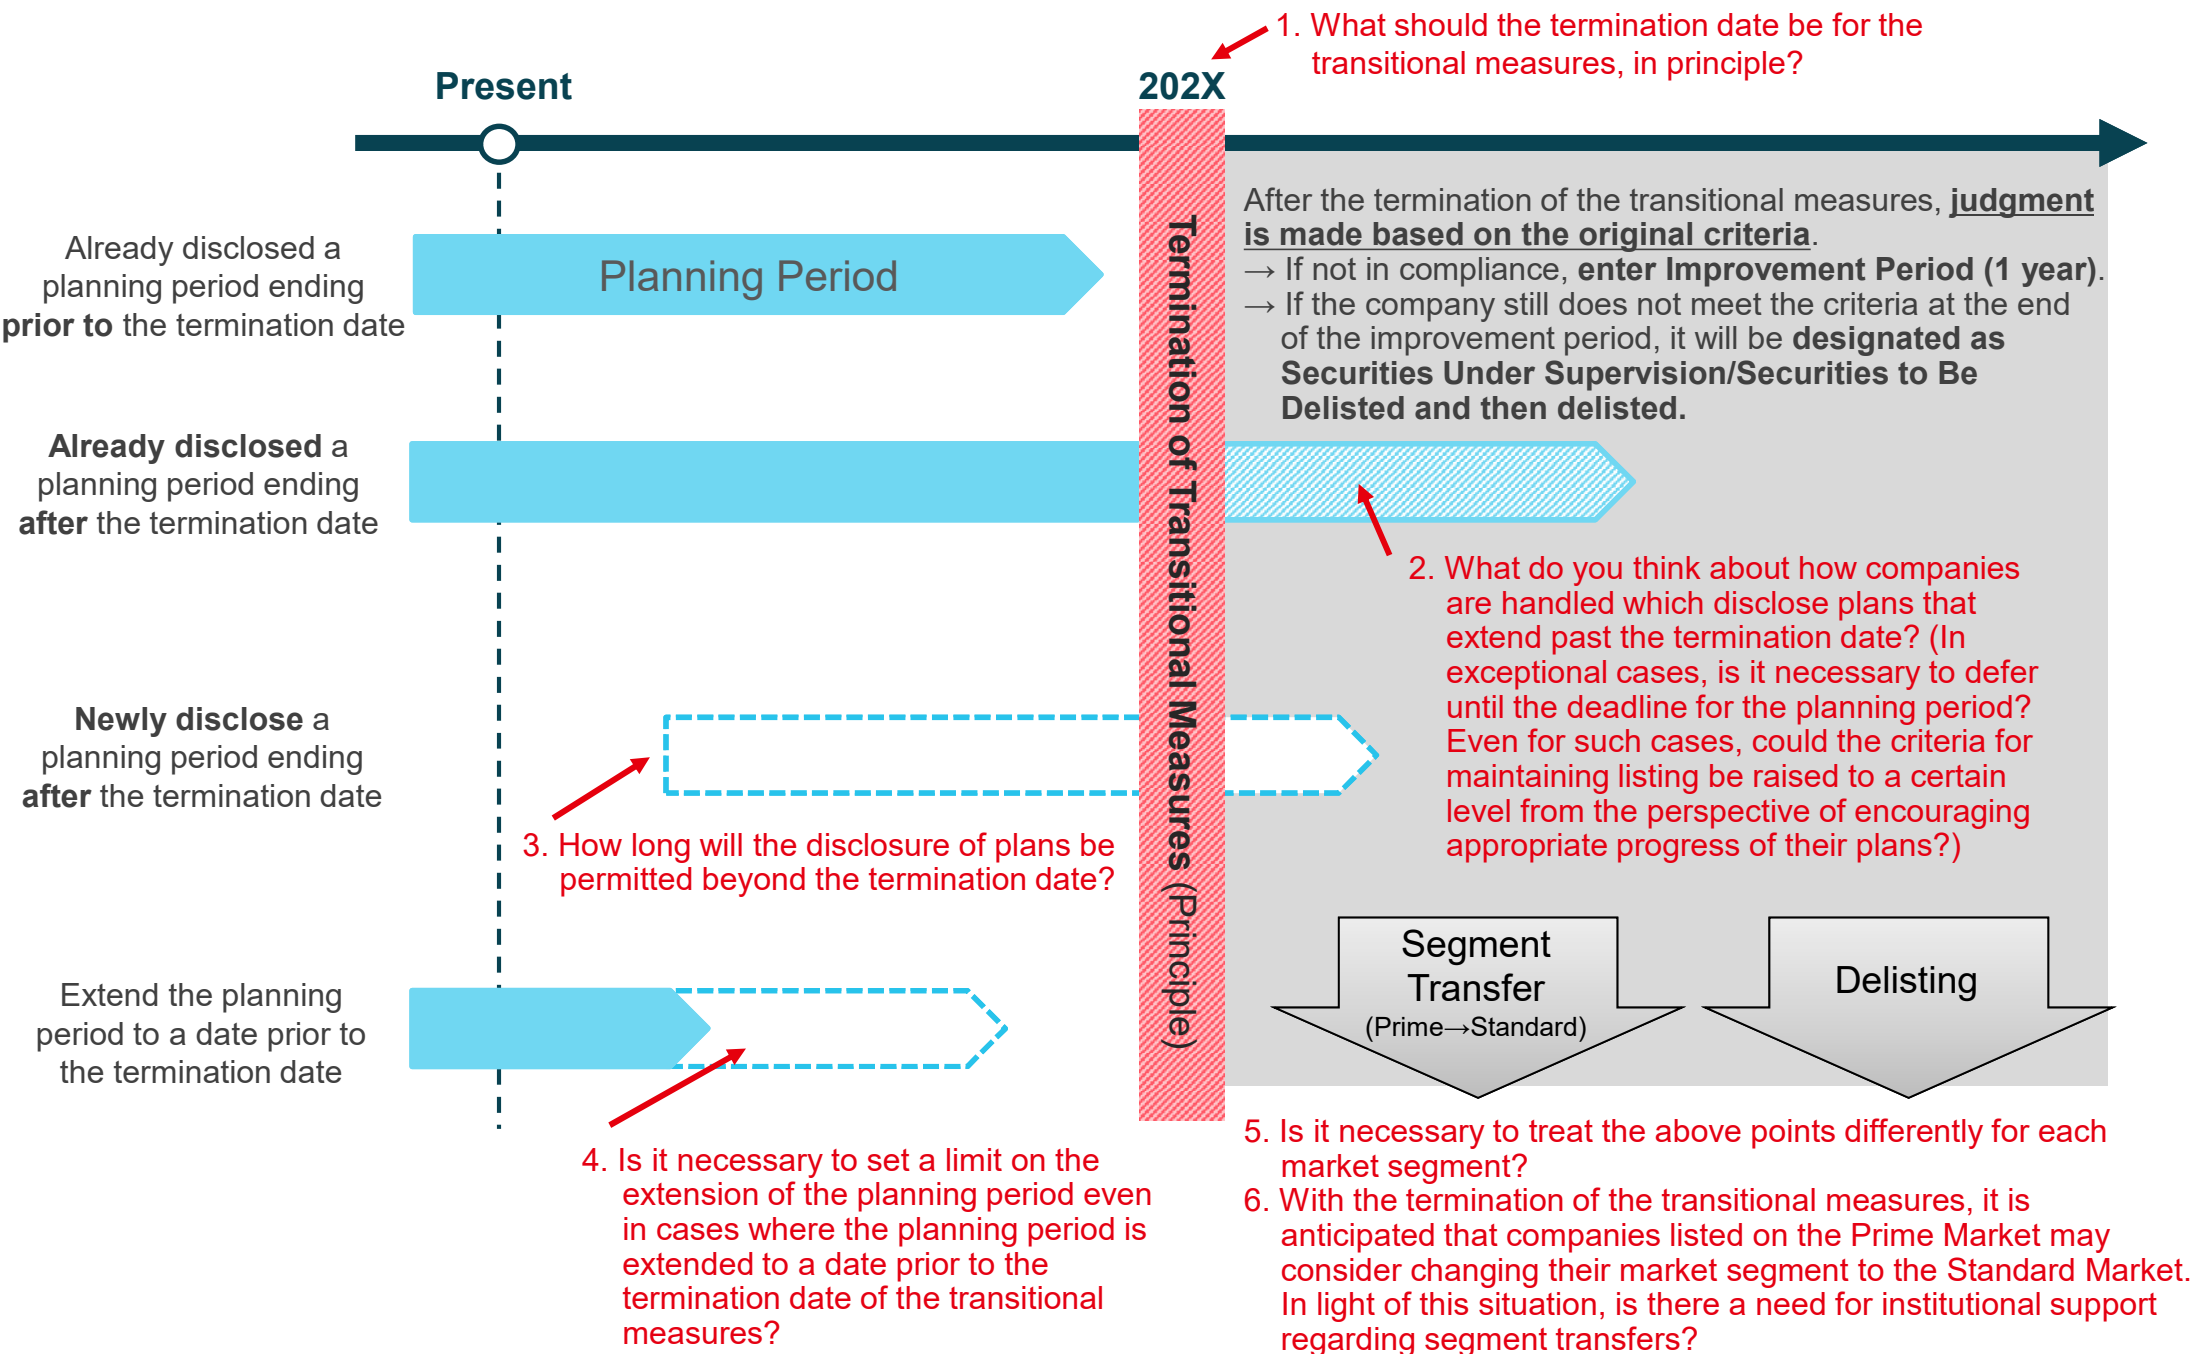 1. What should the termination date be for the
transitional measures, in principle?
Present
202X
Termination of Transitional Measures (Principle)
After the termination of the transitional measures, judgment
is made based on the original criteria.
→ If not in compliance, enter Improvement Period (1 year).
→ If the company still does not meet the criteria at the end
of the improvement period, it will be designated as
Securities Under Supervision/Securities to Be
Delisted and then delisted.
Already disclosed a
planning period ending
prior to the termination date
Planning Period
Already disclosed a
planning period ending
after the termination date
2. What do you think about how companies
are handled which disclose plans that
extend past the termination date? (In
exceptional cases, is it necessary to defer
until the deadline for the planning period?
Even for such cases, could the criteria for
maintaining listing be raised to a certain
level from the perspective of encouraging
appropriate progress of their plans?)
Newly disclose a
planning period ending
after the termination date
3. How long will the disclosure of plans be
permitted beyond the termination date?
Segment
Transfer
(Prime→Standard)
Delisting
Extend the planning
period to a date prior to
the termination date
4. Is it necessary to set a limit on the
extension of the planning period even
in cases where the planning period is
extended to a date prior to the
termination date of the transitional
measures?
5. Is it necessary to treat the above points differently for each
market segment?
6. With the termination of the transitional measures, it is
anticipated that companies listed on the Prime Market may
consider changing their market segment to the Standard Market.
In light of this situation, is there a need for institutional support
regarding segment transfers?